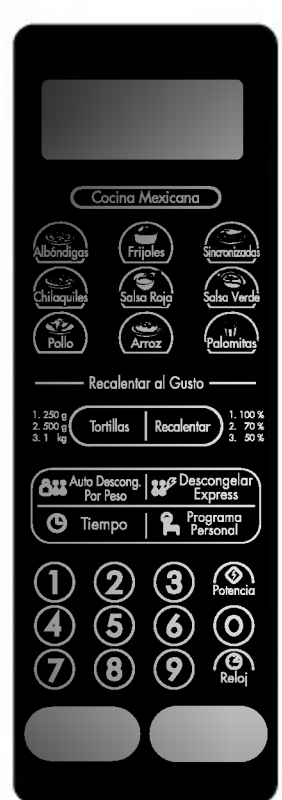 Cocina Mexicana
Albóndigas Frijoles Sincronizadas
Chilaquiles Salsa Roja Salsa Verde
Pollo Arroz Palomitas
Recalentar al Gusto
1. 250 g
2. 500 g
3. 1 kg
Tortillas Recalentar
1. 100 %
2. 70 %
3. 50 %
Auto Descong.
Por Peso
Descongelar
Express
Tiempo
Programa
Personal
1 2 3
Potencia
4 5 6 0
7 8 9
Reloj